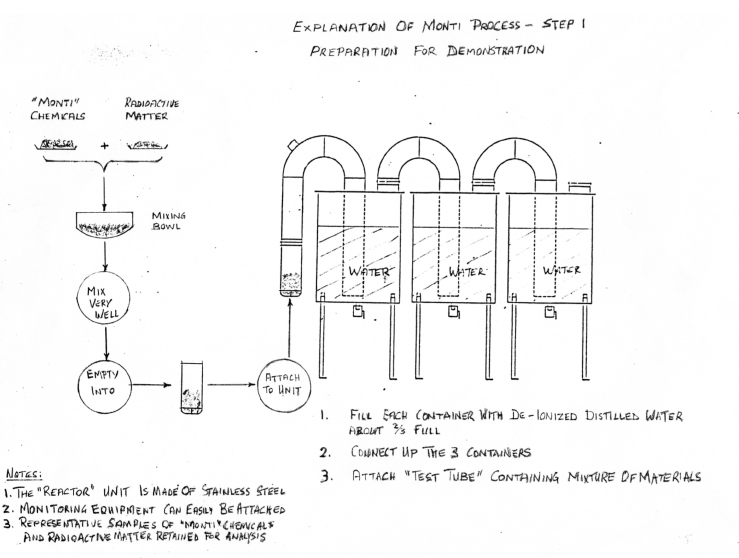 EXPLANATION OF MONTI PROCESS – STEP 1
PREPARATION FOR DEMONSTRATION
"MONTI"
CHEMICALS
RADIOACTIVE
MATTER
+
MIXING
BOWL
MIX
VERY
WELL
EMPTY
INTO
ATTACH
TO UNIT
WATER
WATER
WATER
1. FILL EACH CONTAINER WITH DE-IONIZED DISTILLED WATER
ABOUT 2/3 FULL
2. CONNECT UP THE 3 CONTAINERS
3. ATTACH "TEST TUBE" CONTAINING MIXTURE OF MATERIALS
NOTES:
1. THE "REACTOR" UNIT IS MADE OF STAINLESS STEEL
2. MONITORING EQUIPMENT CAN EASILY BE ATTACHED
3. REPRESENTATIVE SAMPLES OF "MONTI" CHEMICALS
AND RADIOACTIVE MATTER RETAINED FOR ANALYSIS